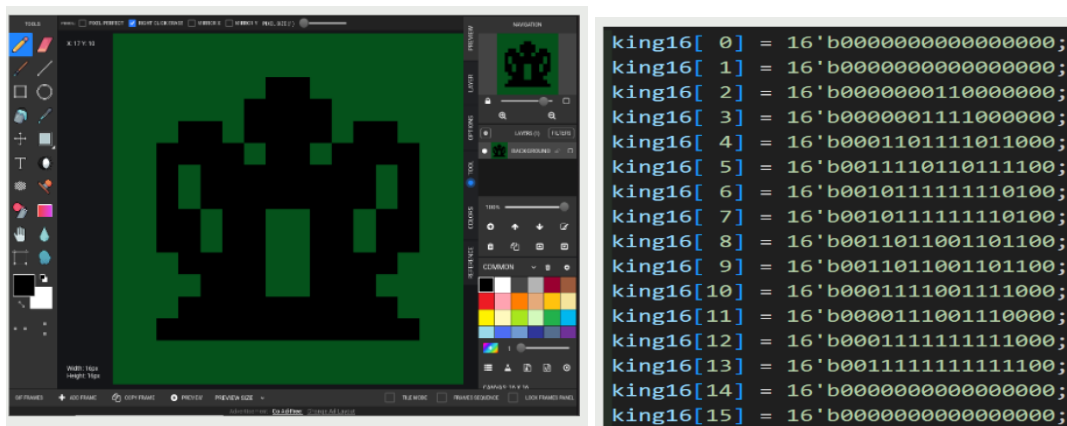 TOOLS
PIXEL PERFECT RIGHT CLICK ERASE MIRROR X MIRROR Y
X: 17 Y: 10
Width: 16px
Height: 16px
NAVIGATION
PREVIEW
LAYER
OPTIONS
TOOL
COLORS
REFERENCE
LAYERS (1) FILTERS
BACKGROUND
100%
COMMON
1
ADD FRAME COPY FRAME PREVIEW PREVIEW SIZE TILE MODE FRAMES SEQUENCE LOCK FRAMES PANEL
Go Ad Free
king16[ 0] = 16'b0000000000000000;
king16[ 1] = 16'b0000000000000000;
king16[ 2] = 16'b0000000110000000;
king16[ 3] = 16'b0000001111000000;
king16[ 4] = 16'b0001101111011000;
king16[ 5] = 16'b0011110110111100;
king16[ 6] = 16'b0010111111110100;
king16[ 7] = 16'b0010111111110100;
king16[ 8] = 16'b0011011001101100;
king16[ 9] = 16'b0011011001101100;
king16[10] = 16'b0001111001111000;
king16[11] = 16'b0000111001110000;
king16[12] = 16'b0001111111111000;
king16[13] = 16'b0011111111111100;
king16[14] = 16'b0000000000000000;
king16[15] = 16'b0000000000000000;